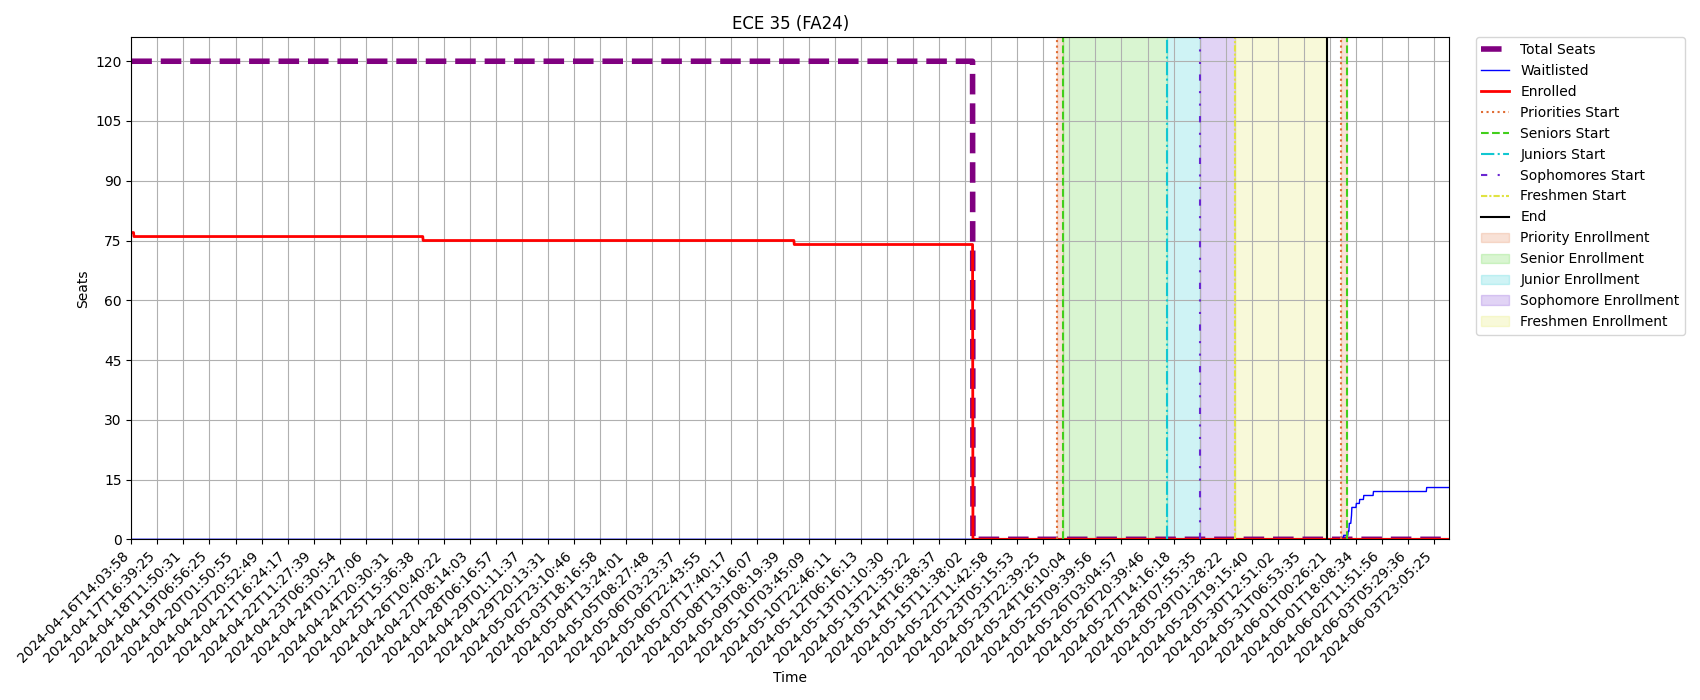 ECE 35 (FA24)
Seats
120
105
90
75
60
45
30
15
0
2024-04-16T14:03:58
2024-04-17T16:39:25
2024-04-18T11:50:31
2024-04-19T06:56:25
2024-04-20T01:50:55
2024-04-20T20:52:49
2024-04-21T16:24:17
2024-04-22T11:27:39
2024-04-23T06:30:54
2024-04-24T01:27:06
2024-04-24T20:30:31
2024-04-25T15:36:38
2024-04-26T10:40:22
2024-04-27T08:14:03
2024-04-28T06:16:57
2024-04-29T01:11:37
2024-04-29T20:13:31
2024-05-02T23:10:46
2024-05-03T18:16:58
2024-05-04T13:24:01
2024-05-05T08:27:48
2024-05-06T03:23:37
2024-05-06T22:43:55
2024-05-07T17:40:17
2024-05-08T13:16:07
2024-05-09T08:19:39
2024-05-10T03:45:09
2024-05-10T22:46:11
2024-05-12T06:16:13
2024-05-13T01:10:30
2024-05-13T21:35:22
2024-05-14T16:38:37
2024-05-15T11:38:02
2024-05-22T11:42:58
2024-05-23T05:15:53
2024-05-23T22:39:25
2024-05-24T16:10:04
2024-05-25T09:39:56
2024-05-26T03:04:57
2024-05-26T20:39:46
2024-05-27T14:16:18
2024-05-28T07:55:35
2024-05-29T01:28:22
2024-05-29T19:15:40
2024-05-30T12:51:02
2024-05-31T06:53:35
2024-06-01T00:26:21
2024-06-01T18:08:34
2024-06-02T11:51:56
2024-06-03T05:29:36
2024-06-03T23:05:25
Time
Total Seats
Waitlisted
Enrolled
Priorities Start
Seniors Start
Juniors Start
Sophomores Start
Freshmen Start
End
Priority Enrollment
Senior Enrollment
Junior Enrollment
Sophomore Enrollment
Freshmen Enrollment